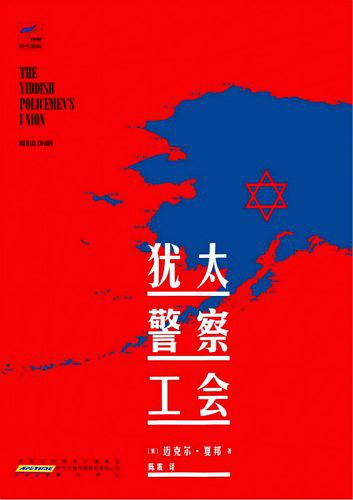 THE
YIDDISH
POLICEMEN'S
UNION
MICHAEL CHABON
犹太
警察
工会
[美] 迈克尔·夏邦 著
陈震 译